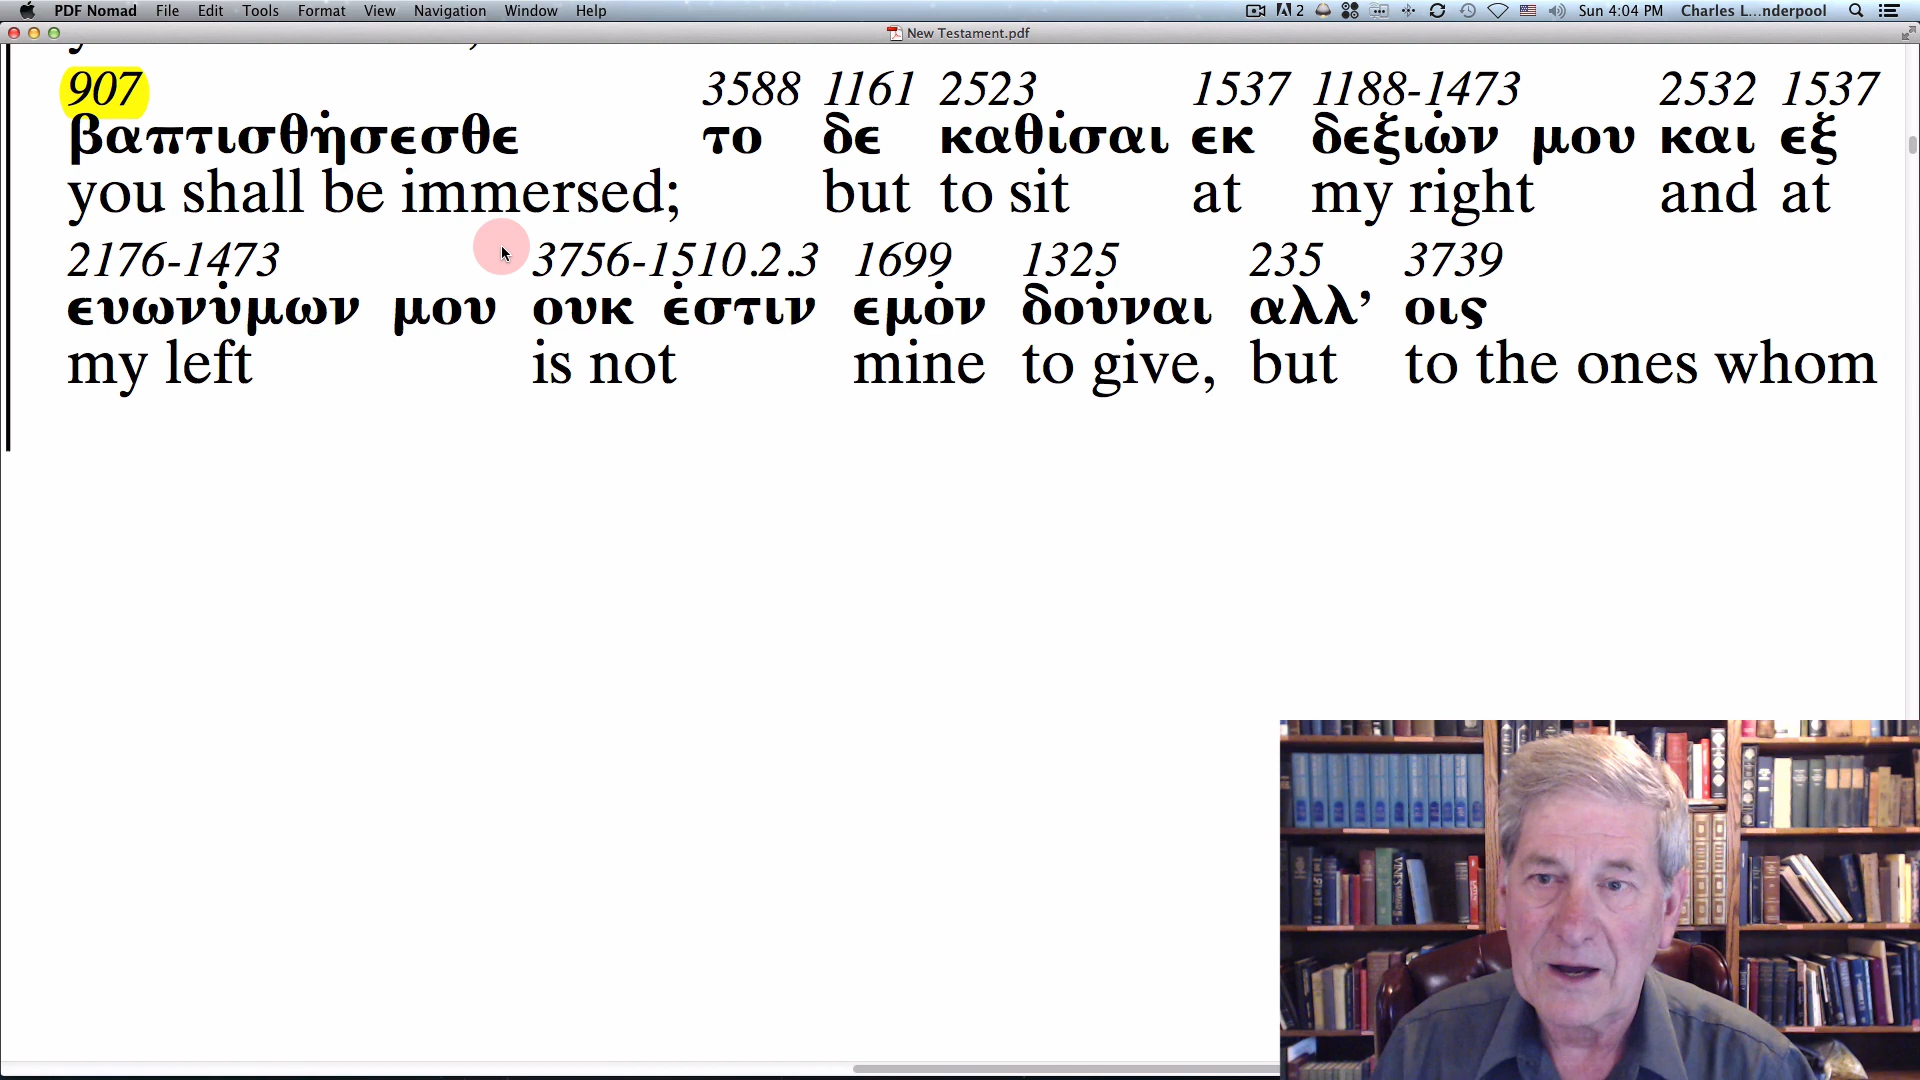 PDF Nomad File Edit Tools Format View Navigation Window Help 2 Sun 4:04 PM Charles L...nderpool
New Testament.pdf
907 3588 1161 2523 1537 1188-1473 2532 1537
βαπτισθήσεσθε το δε καθίσαι εκ δεξιών μου και εξ
you shall be immersed; but to sit at my right and at
2176-1473 3756-1510.2.3 1699 1325 235 3739
ευωνύμων μου ουκ έστιν εμόν δούναι αλλ’ οις
my left is not mine to give, but to the ones whom